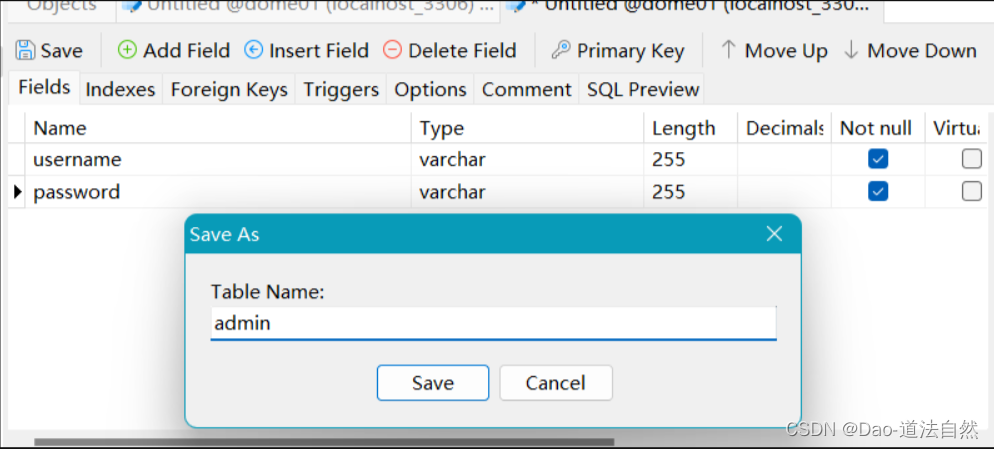 Objects Untitled @dome01 (localhost_3306) ... * Untitled @dome01 (localhost_330...
Save Add Field Insert Field Delete Field Primary Key Move Up Move Down
Fields Indexes Foreign Keys Triggers Options Comment SQL Preview
Name Type Length Decimals Not null Virtua
username varchar 255
password varchar 255
Save As
Table Name:
admin
Save Cancel
CSDN @Dao-道法自然